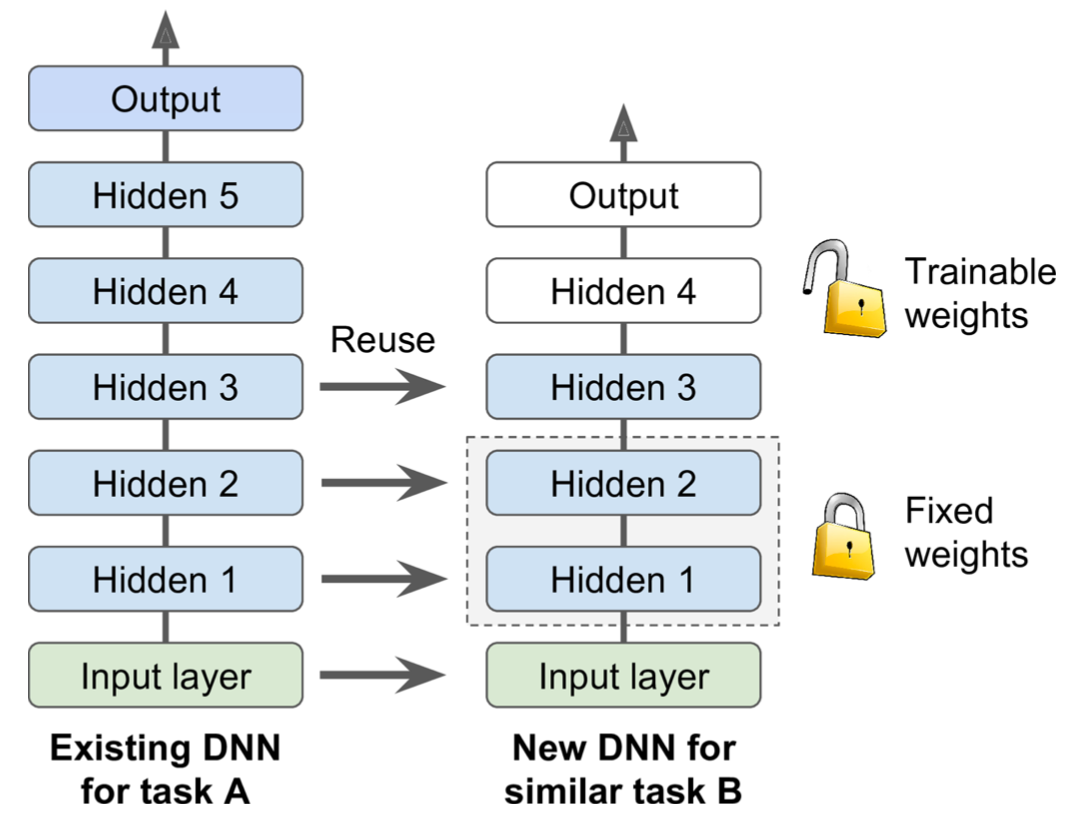 Output
Hidden 5
Hidden 4
Hidden 3
Hidden 2
Hidden 1
Input layer
Existing DNN
for task A
Reuse
Output
Hidden 4
Hidden 3
Hidden 2
Hidden 1
Input layer
New DNN for
similar task B
Trainable
weights
Fixed
weights